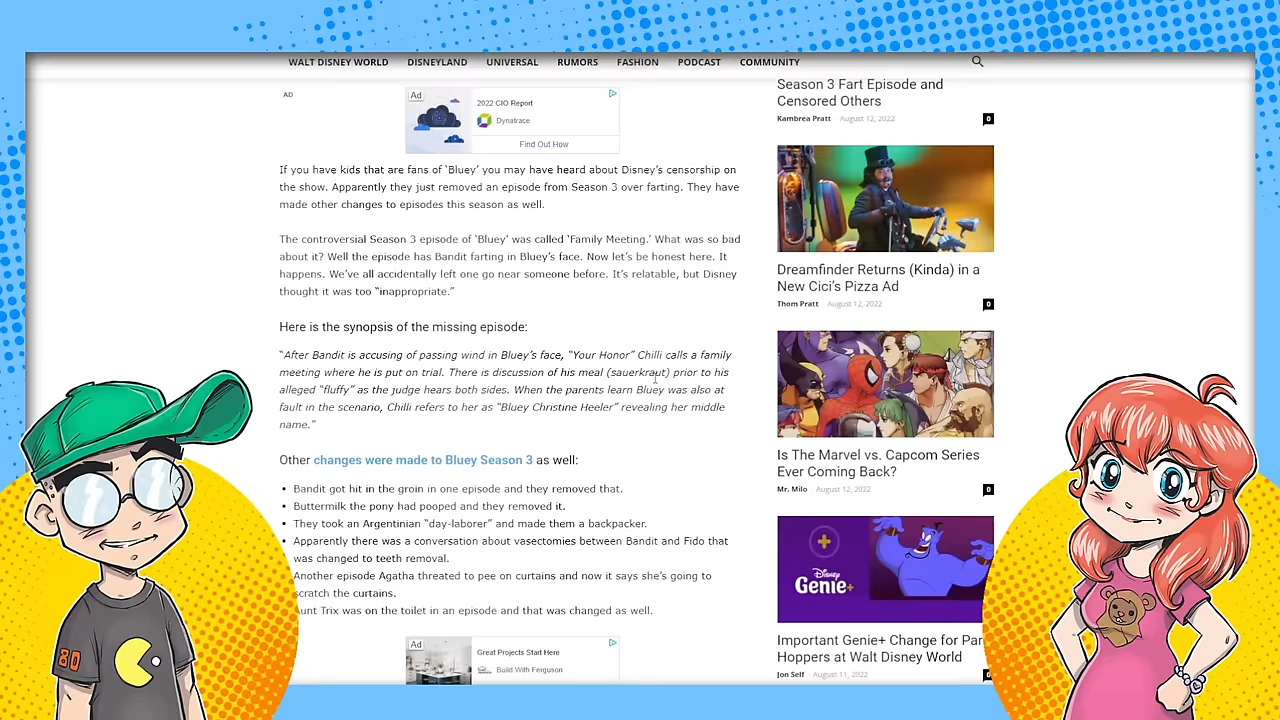 WALT DISNEY WORLD DISNEYLAND UNIVERSAL RUMORS FASHION PODCAST COMMUNITY
AD
Ad
2022 CIO Report
Dynatrace
Find Out How
If you have kids that are fans of ‘Bluey’ you may have heard about Disney’s censorship on
the show. Apparently they just removed an episode from Season 3 over farting. They have
made other changes to episodes this season as well.
The controversial Season 3 episode of ‘Bluey’ was called ‘Family Meeting.’ What was so bad
about it? Well the episode has Bandit farting in Bluey’s face. Now let’s be honest here. It
happens. We’ve all accidentally left one go near someone before. It’s relatable, but Disney
thought it was too “inappropriate.”
Here is the synopsis of the missing episode:
“After Bandit is accusing of passing wind in Bluey’s face, “Your Honor” Chilli calls a family
meeting where he is put on trial. There is discussion of his meal (sauerkraut) prior to his
alleged “fluffy” as the judge hears both sides. When the parents learn Bluey was also at
fault in the scenario, Chilli refers to her as “Bluey Christine Heeler” revealing her middle
name.”
Other changes were made to Bluey Season 3 as well:
• Bandit got hit in the groin in one episode and they removed that.
• Buttermilk the pony had pooped and they removed it.
• They took an Argentinian “day-laborer” and made them a backpacker.
• Apparently there was a conversation about vasectomies between Bandit and Fido that
was changed to teeth removal.
Another episode Agatha threatened to pee on curtains and now it says she’s going to
scratch the curtains.
Aunt Trix was on the toilet in an episode and that was changed as well.
Ad
Great Projects Start Here
Build With Ferguson
Season 3 Fart Episode and
Censored Others
Kambrea Pratt - August 12, 2022 0
Dreamfinder Returns (Kinda) in a
New Cici’s Pizza Ad
Thom Pratt - August 12, 2022 0
Is The Marvel vs. Capcom Series
Ever Coming Back?
Mr. Milo - August 12, 2022 0
Disney
Genie+
Important Genie+ Change for Par
Hoppers at Walt Disney World
Jon Self - August 11, 2022
80